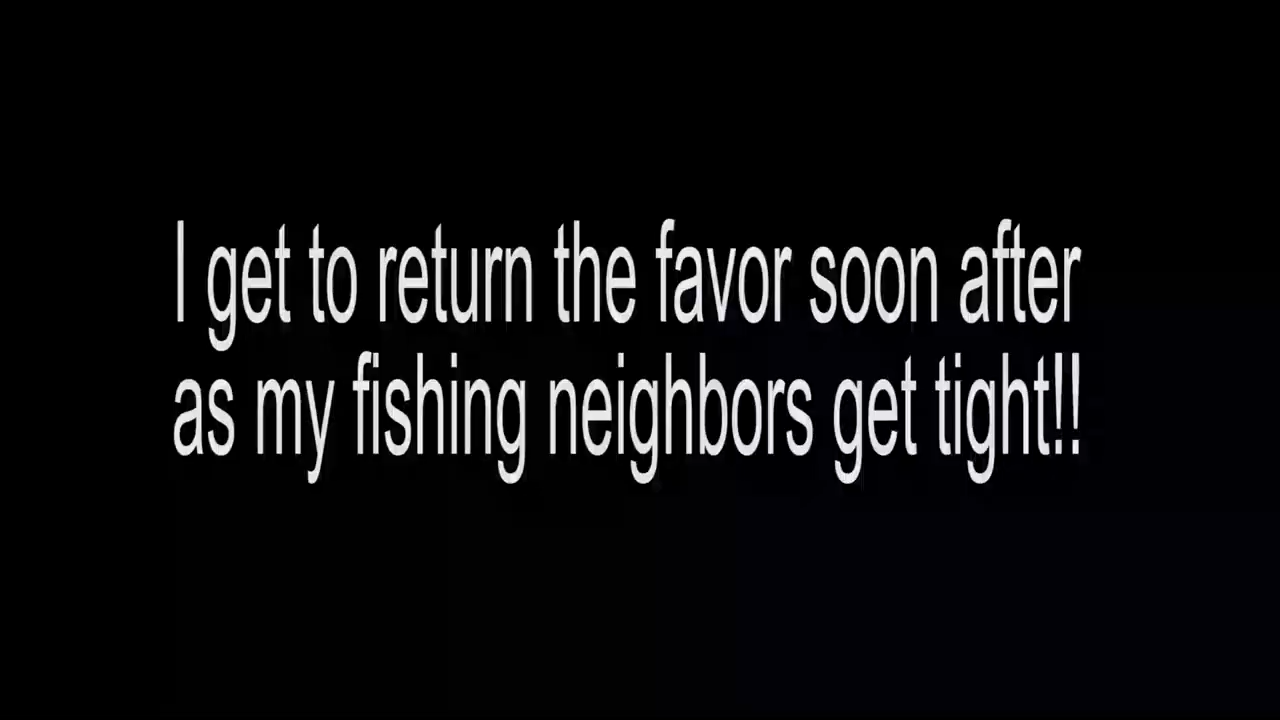 I get to return the favor soon after
as my fishing neighbors get tight!!